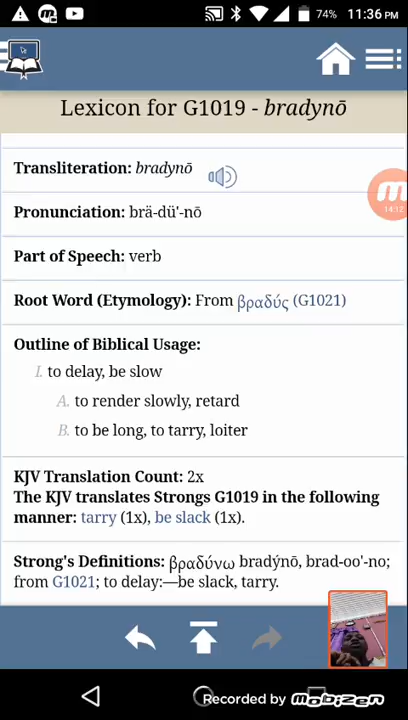 74% 11:36 PM
Lexicon for G1019 - bradynō
Transliteration: bradynō
14:12
Pronunciation: brä-dü'-nō
Part of Speech: verb
Root Word (Etymology): From βραδύς (G1021)
Outline of Biblical Usage:
I. to delay, be slow
A. to render slowly, retard
B. to be long, to tarry, loiter
KJV Translation Count: 2x
The KJV translates Strongs G1019 in the following
manner: tarry (1x), be slack (1x).
Strong's Definitions: βραδύνω bradýnō, brad-oo'-no;
from G1021; to delay:—be slack, tarry.
Recorded by mobizen